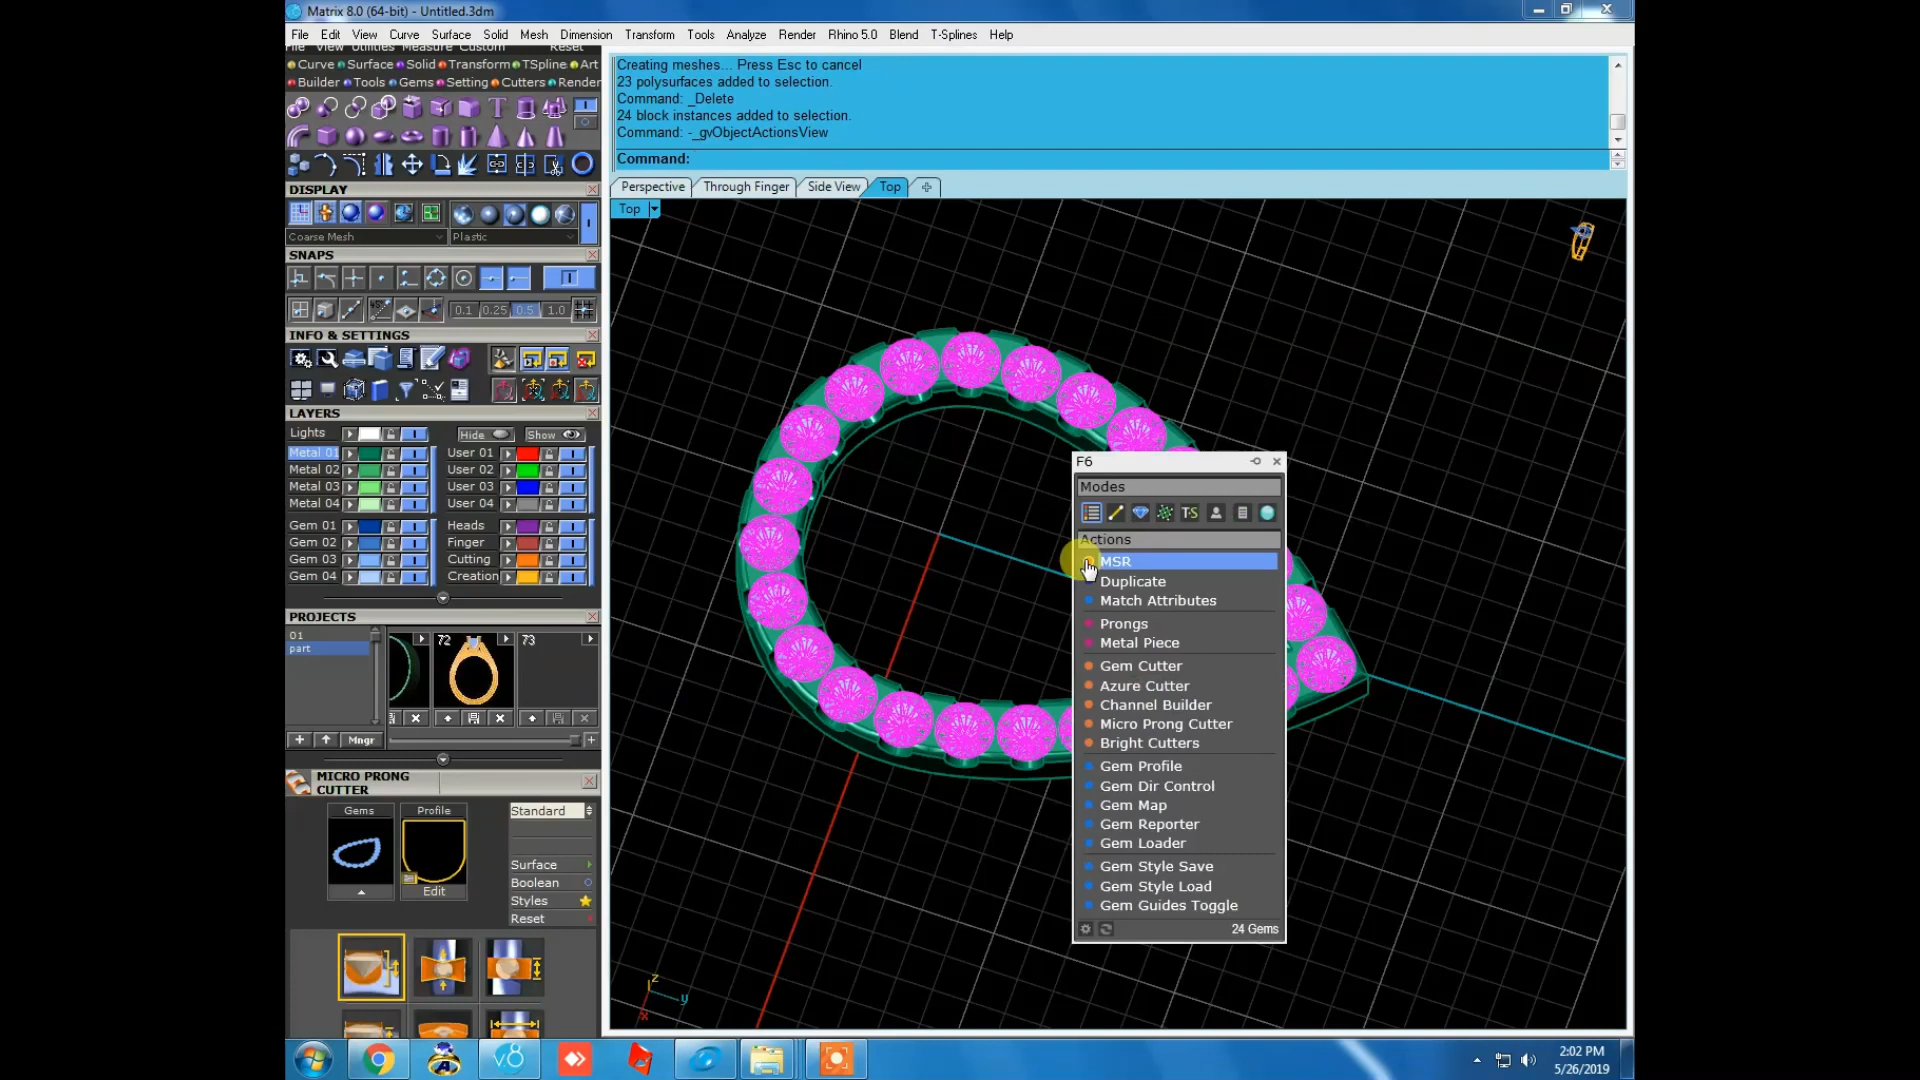 Matrix 8.0 (64-bit) - Untitled.3dm
File Edit View Curve Surface Solid Mesh Dimension Transform Tools Analyze Render Rhino 5.0 Blend T-Splines Help
File View Utilities Measure Custom Reset
Curve Surface Solid Transform TSpline Art
Builder Tools Gems Setting Cutters Render
Creating meshes... Press Esc to cancel
23 polysurfaces added to selection.
Command: _Delete
24 block instances added to selection.
Command: -_gvObjectActionsView
Command:
Perspective Through Finger Side View Top
Top
DISPLAY
Coarse Mesh Plastic
SNAPS
0.1 0.25 0.5 1.0
INFO & SETTINGS
T-S
LAYERS
Lights Hide Show
Metal 01 User 01
Metal 02 User 02
Metal 03 User 03
Metal 04 User 04
Gem 01 Heads
Gem 02 Finger
Gem 03 Cutting
Gem 04 Creation
PROJECTS
01
part
72 73
Mngr
MICRO PRONG
CUTTER
Gems Profile Standard
Surface
Boolean
Edit
Styles
Reset
F6
Modes
Actions
MSR
Duplicate
Match Attributes
Prongs
Metal Piece
Gem Cutter
Azure Cutter
Channel Builder
Micro Prong Cutter
Bright Cutters
Gem Profile
Gem Dir Control
Gem Map
Gem Reporter
Gem Loader
Gem Style Save
Gem Style Load
Gem Guides Toggle
24 Gems
z
y
x
v8
2:02 PM
5/26/2019